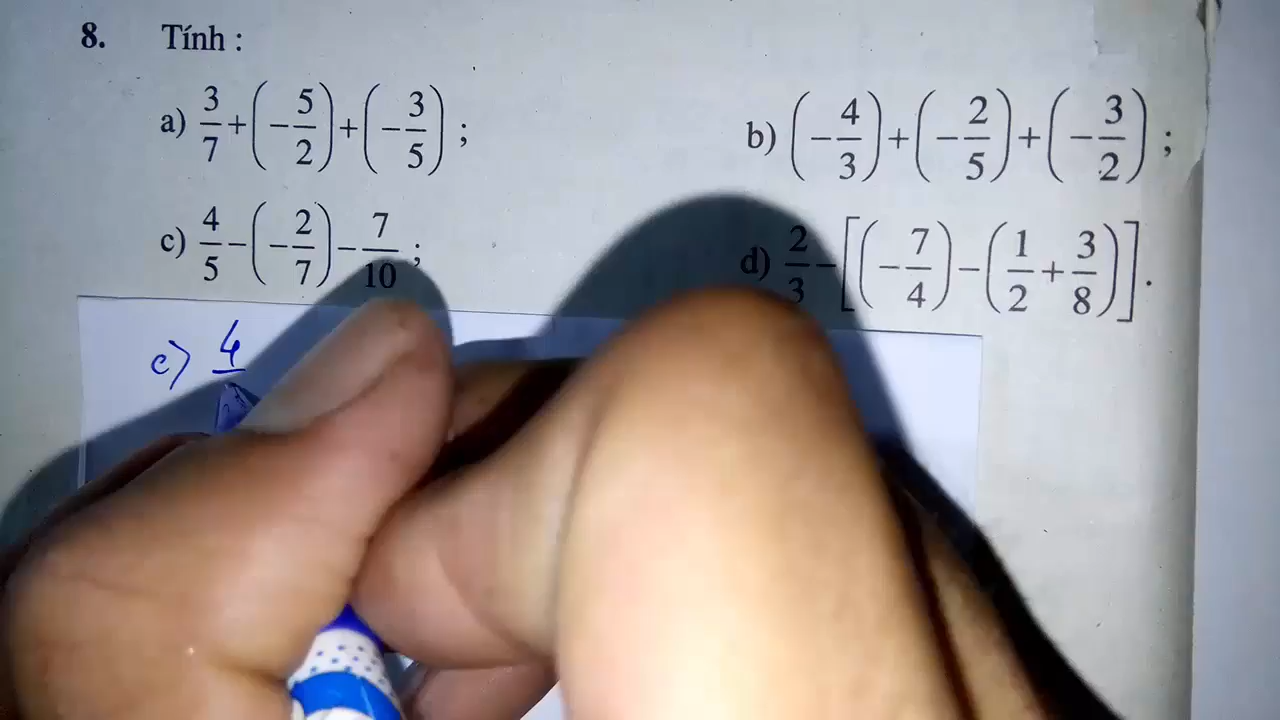 8. Tính :
a) 3/7 + (−5/2) + (−3/5) ; b) (−4/3) + (−2/5) + (−3/2) ;
c) 4/5 − (−2/7) − 7/10 ; d) 2/3 − [(−7/4) − (1/2 + 3/8)].
c) 4